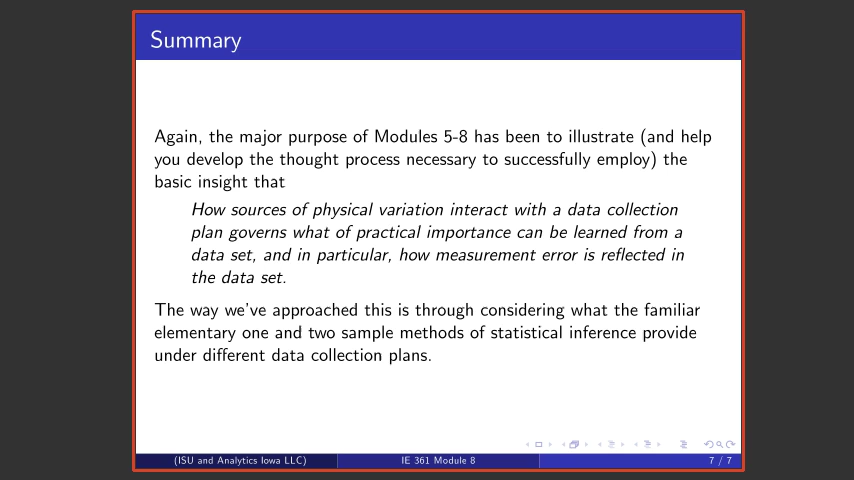 Summary
Again, the major purpose of Modules 5-8 has been to illustrate (and help
you develop the thought process necessary to successfully employ) the
basic insight that
How sources of physical variation interact with a data collection
plan governs what of practical importance can be learned from a
data set, and in particular, how measurement error is reflected in
the data set.
The way we've approached this is through considering what the familiar
elementary one and two sample methods of statistical inference provide
under different data collection plans.
(ISU and Analytics Iowa LLC)
IE 361 Module 8
7 / 7